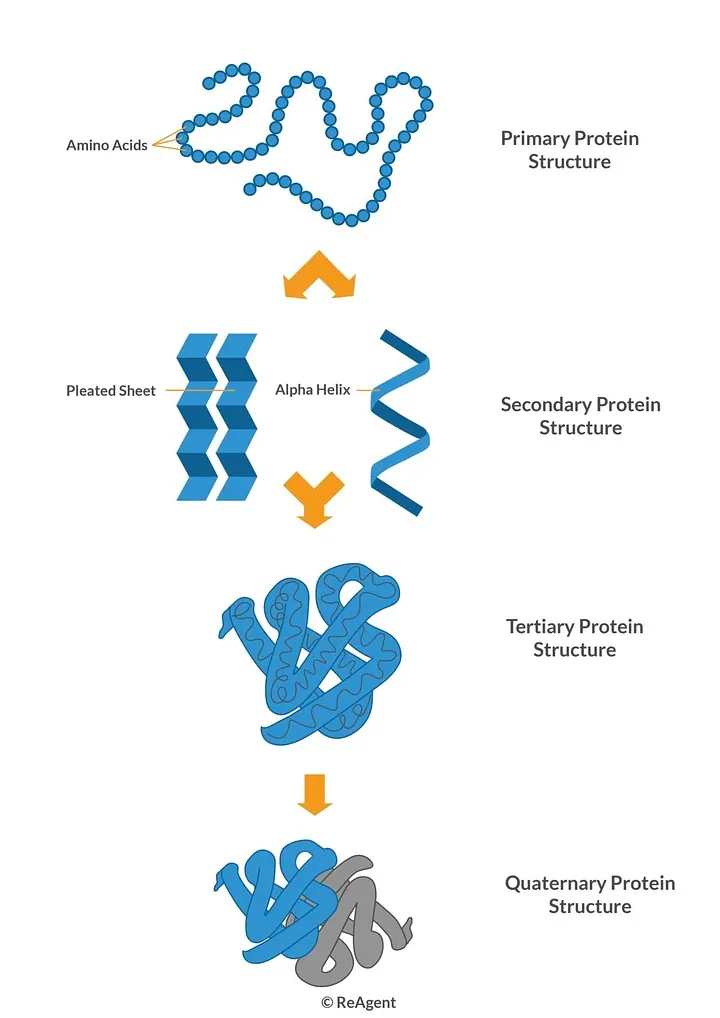 Amino Acids
Primary Protein
Structure
Pleated Sheet
Alpha Helix
Secondary Protein
Structure
Tertiary Protein
Structure
Quaternary Protein
Structure
© ReAgent